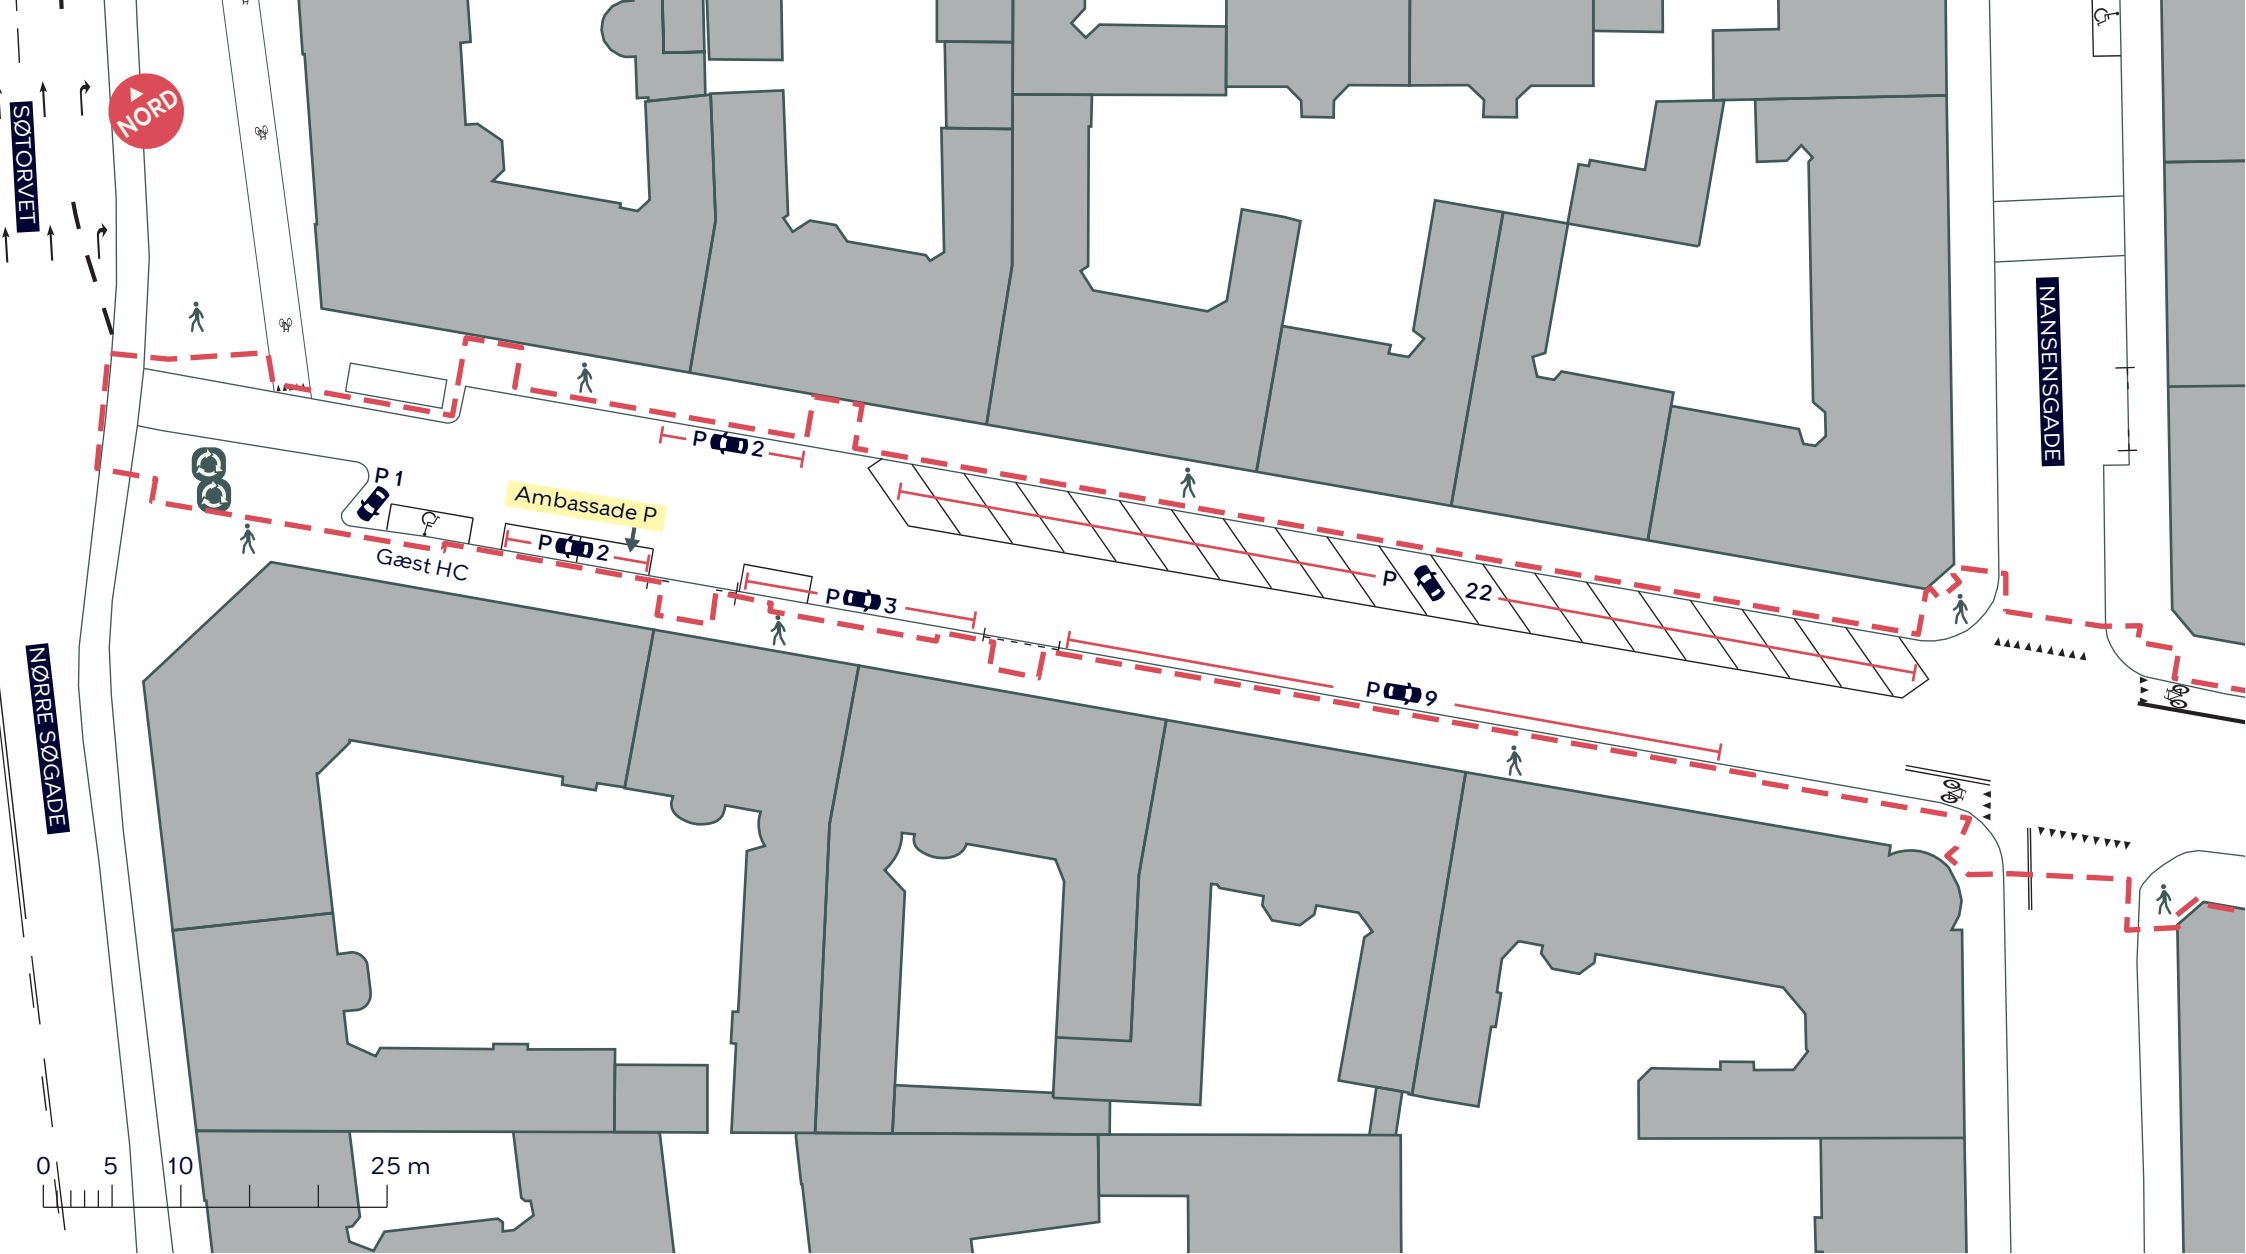 NORD
SØTORVET
NANSENSGADE
P 2
P 1
Ambassade P
P 2
Gæst HC
P 22
P 3
P 9
NØRRE SØGADE
0 5 10 25 m